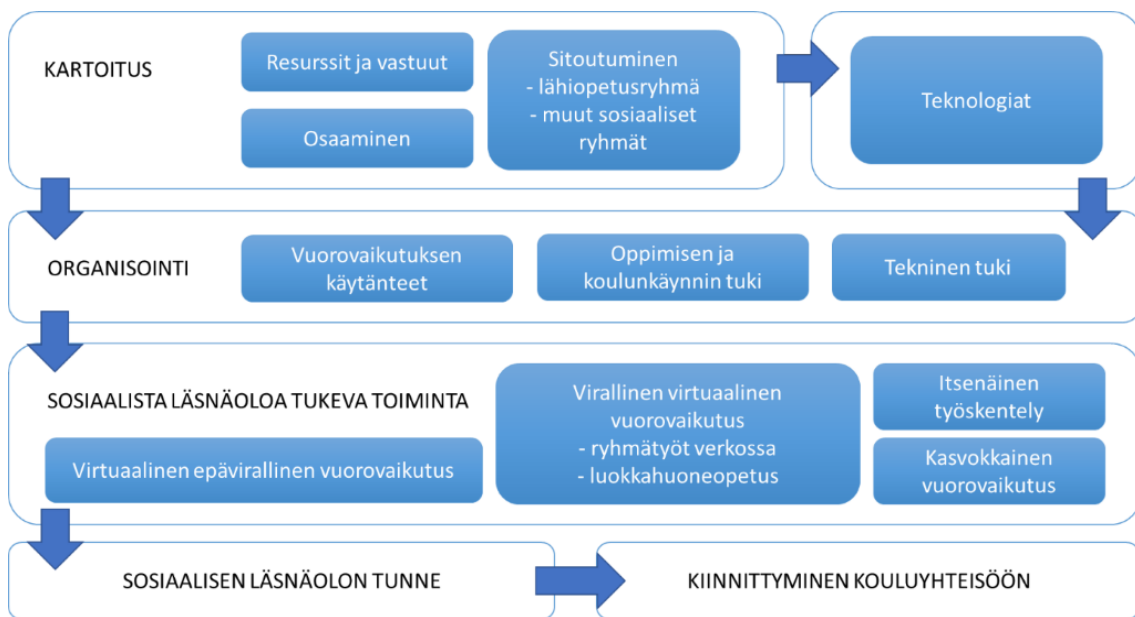 KARTOITUS
Resurssit ja vastuut
Osaaminen
Sitoutuminen
- lähiopetusryhmä
- muut sosiaaliset
ryhmät
Teknologiat
ORGANISOINTI
Vuorovaikutuksen
käytänteet
Oppimisen ja
koulunkäynnin tuki
Tekninen tuki
SOSIAALISTA LÄSNÄOLOA TUKEVA TOIMINTA
Virtuaalinen epävirallinen vuorovaikutus
Virallinen virtuaalinen
vuorovaikutus
- ryhmätyöt verkossa
- luokkahuoneopetus
Itsenäinen
työskentely
Kasvokkainen
vuorovaikutus
SOSIAALISEN LÄSNÄOLON TUNNE
KIINNITTYMINEN KOULUYHTEISÖÖN